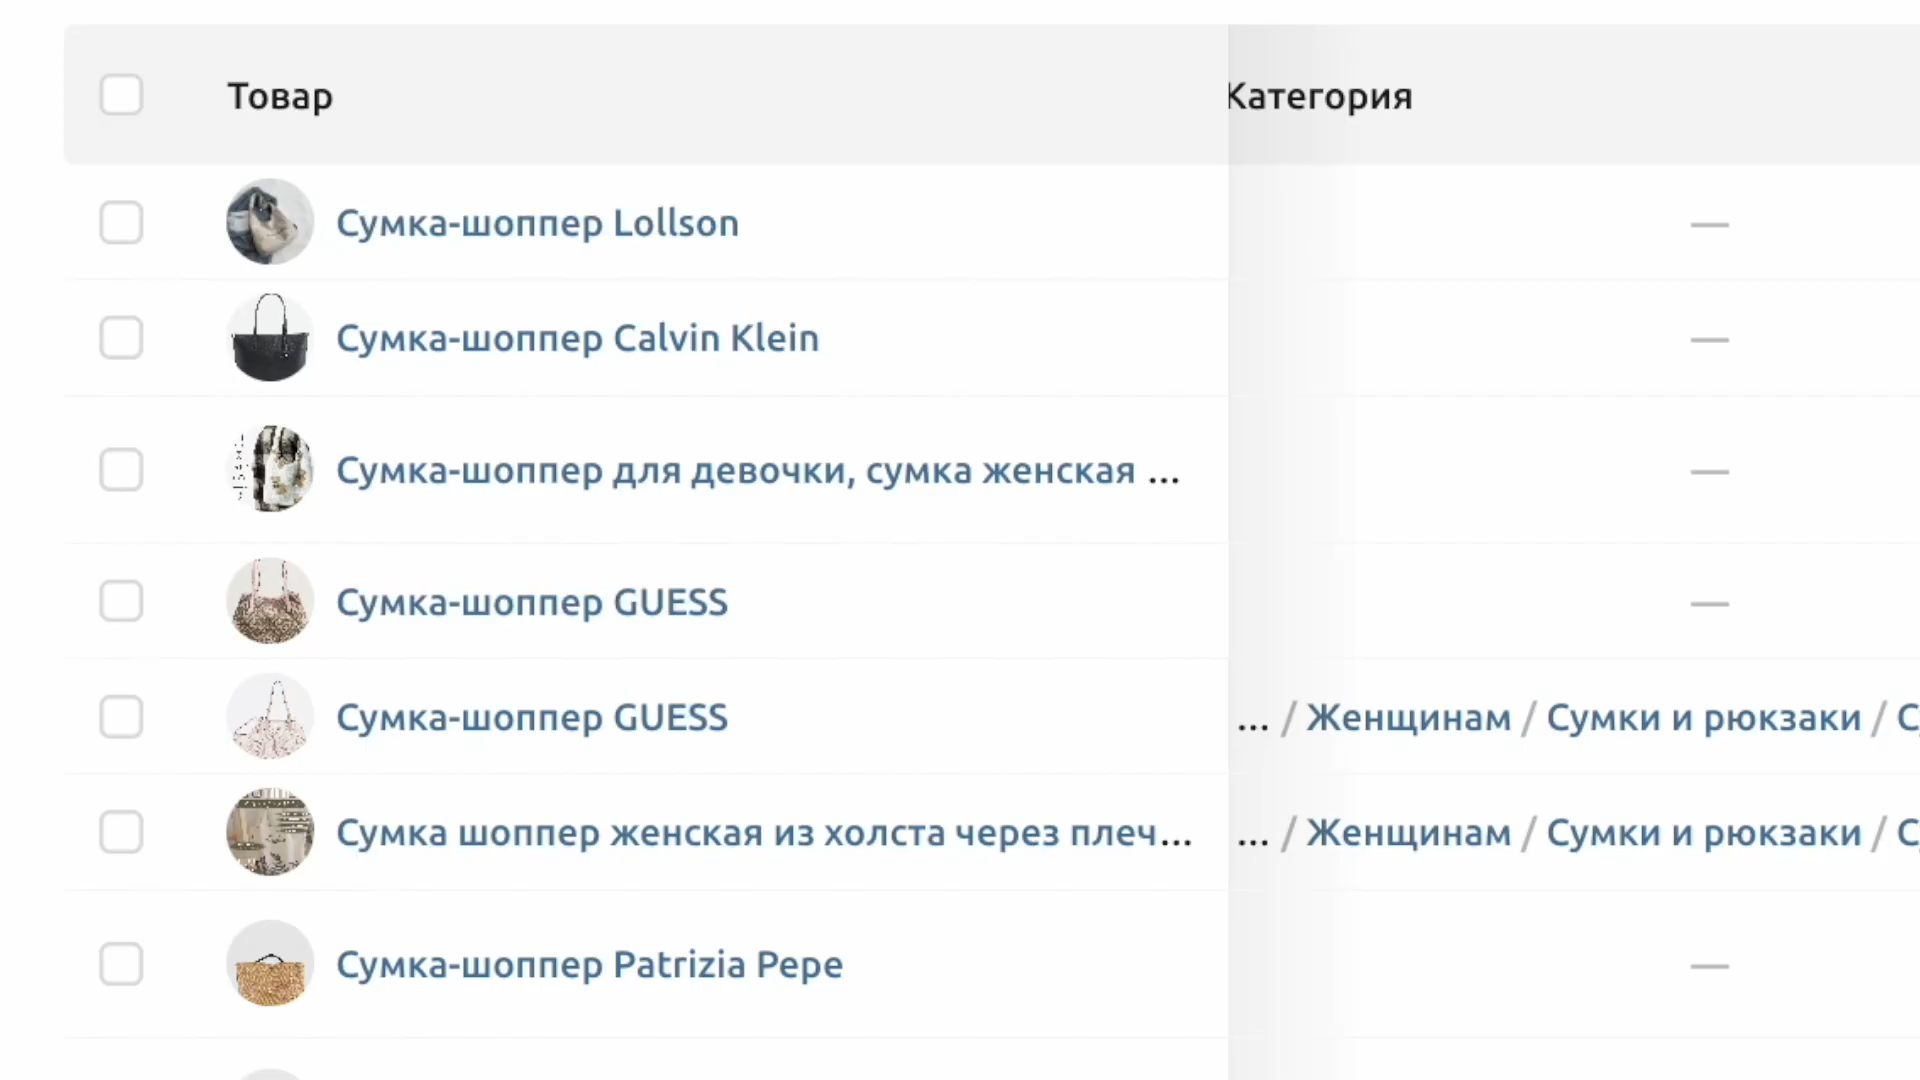 Товар Категория
Сумка-шоппер Lollson —
Сумка-шоппер Calvin Klein —
Сумка-шоппер для девочки, сумка женская ... —
Сумка-шоппер GUESS —
Сумка-шоппер GUESS ... / Женщинам / Сумки и рюкзаки /
Сумка шоппер женская из холста через плеч... ... / Женщинам / Сумки и рюкзаки /
Сумка-шоппер Patrizia Pepe —